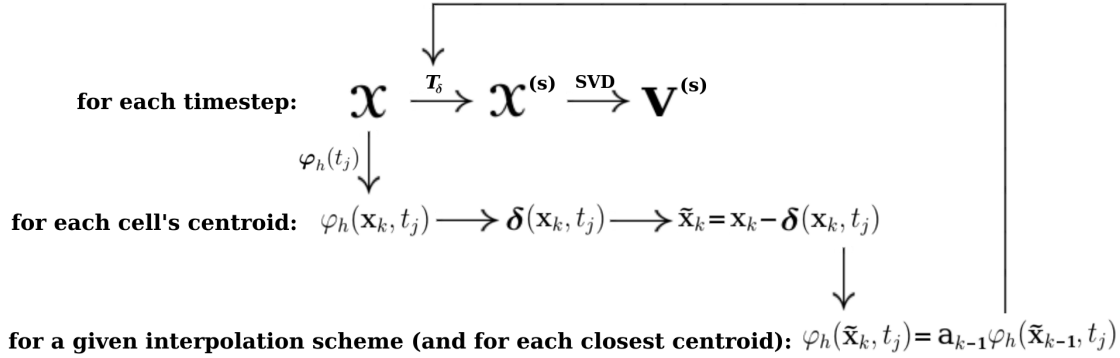 for each timestep: 𝒳 T_δ → 𝒳^(s) SVD → V^(s)
φ_h(t_j)
for each cell's centroid: φ_h(x_k, t_j) → δ(x_k, t_j) → x̃_k = x_k − δ(x_k, t_j)
for a given interpolation scheme (and for each closest centroid): φ_h(x̃_k, t_j) = a_{k−1}φ_h(x̃_{k−1}, t_j)